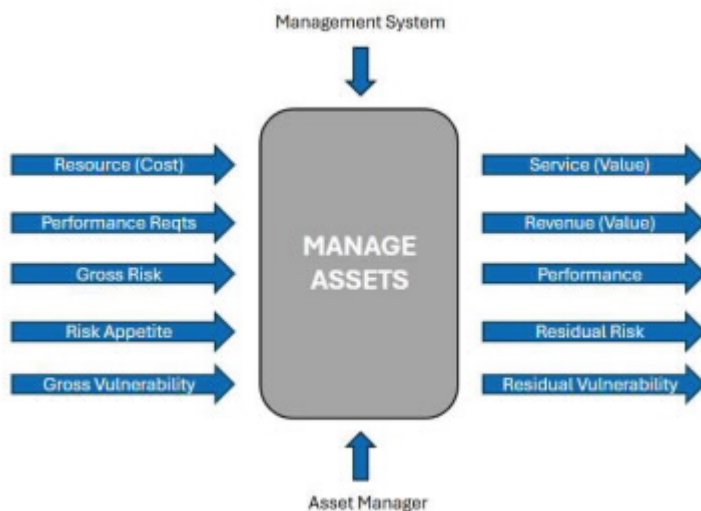 Management System
Resource (Cost)
Service (Value)
Performance Reqts
Revenue (Value)
MANAGE
ASSETS
Gross Risk
Performance
Risk Appetite
Residual Risk
Gross Vulnerability
Residual Vulnerability
Asset Manager